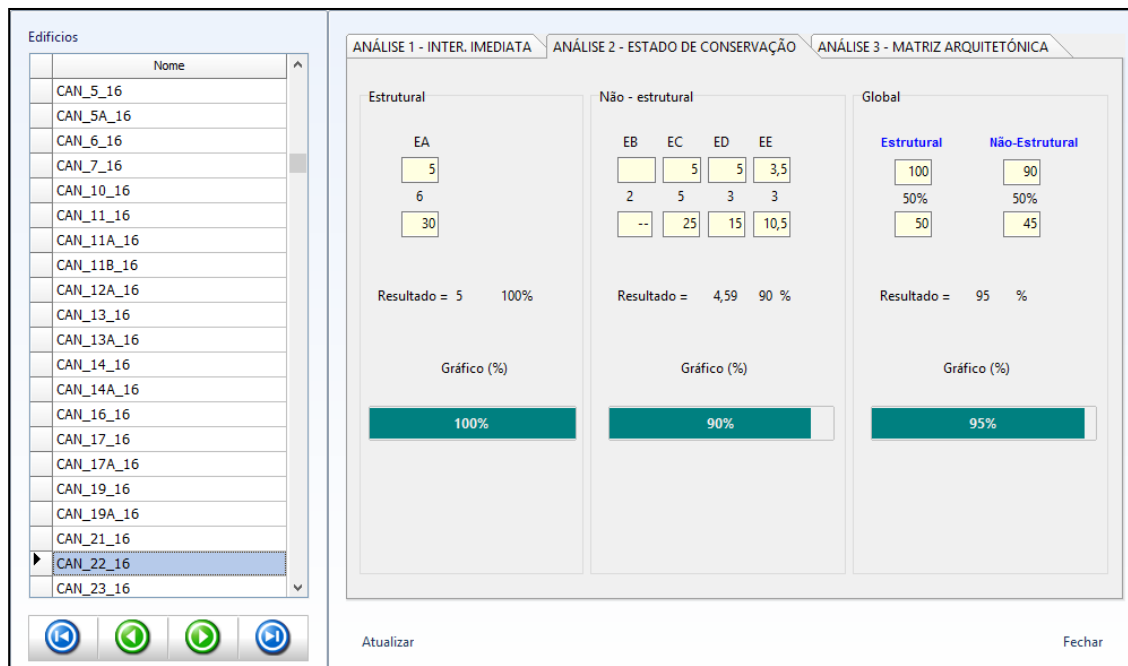 Edificios
Nome
CAN_5_16
CAN_5A_16
CAN_6_16
CAN_7_16
CAN_10_16
CAN_11_16
CAN_11A_16
CAN_11B_16
CAN_12A_16
CAN_13_16
CAN_13A_16
CAN_14_16
CAN_14A_16
CAN_16_16
CAN_17_16
CAN_17A_16
CAN_19_16
CAN_19A_16
CAN_21_16
CAN_22_16
CAN_23_16
ANÁLISE 1 - INTER. IMEDIATA ANÁLISE 2 - ESTADO DE CONSERVAÇÃO ANÁLISE 3 - MATRIZ ARQUITETÓNICA
Estrutural
EA
5
6
30
Resultado = 5 100%
Gráfico (%)
100%
Não - estrutural
EB EC ED EE
5 5 3,5
2 5 3 3
-- 25 15 10,5
Resultado = 4,59 90 %
Gráfico (%)
90%
Global
Estrutural Não-Estrutural
100 90
50% 50%
50 45
Resultado = 95 %
Gráfico (%)
95%
Atualizar Fechar